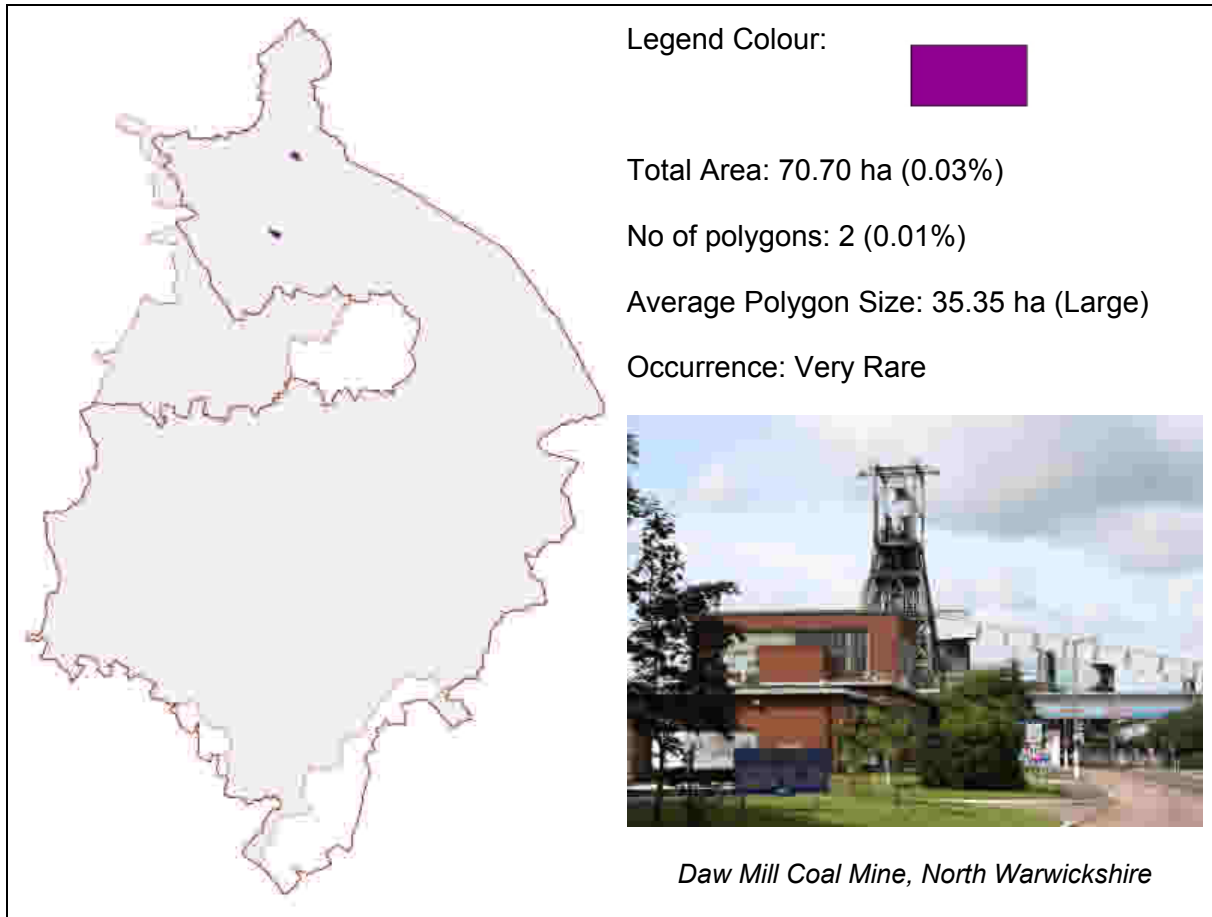 Legend Colour:
Total Area: 70.70 ha (0.03%)
No of polygons: 2 (0.01%)
Average Polygon Size: 35.35 ha (Large)
Occurrence: Very Rare
Daw Mill Coal Mine, North Warwickshire